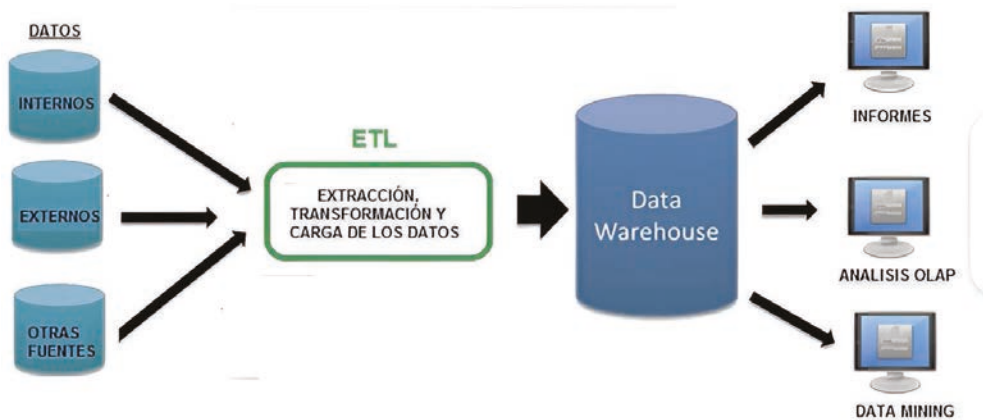 DATOS
INTERNOS
EXTERNOS
OTRAS
FUENTES
ETL
EXTRACCIÓN,
TRANSFORMACIÓN Y
CARGA DE LOS DATOS
Data
Warehouse
INFORMES
ANALISIS OLAP
DATA MINING